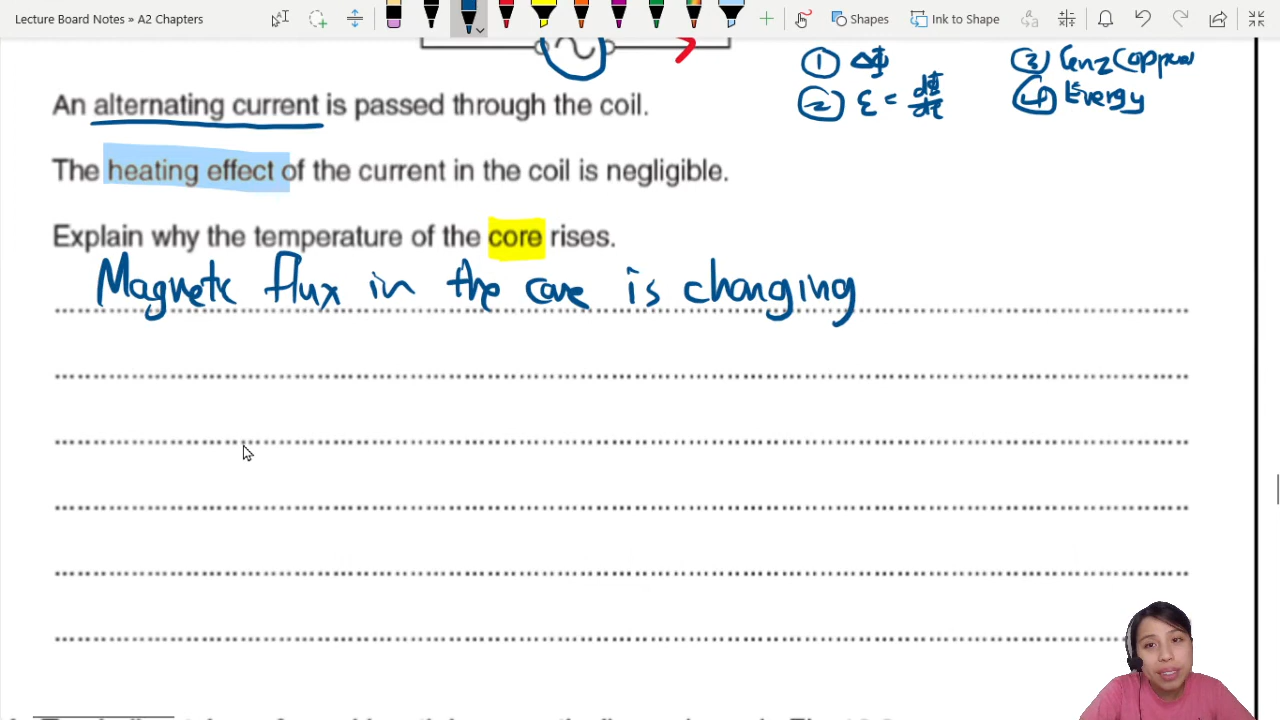 Lecture Board Notes » A2 Chapters
Shapes
Ink to Shape
① ΔΦ
② ε = dΦ/dt
③ Lenz (oppose)
④ Energy
An alternating current is passed through the coil.
The heating effect of the current in the coil is negligible.
Explain why the temperature of the core rises.
Magnetic flux in the core is changing